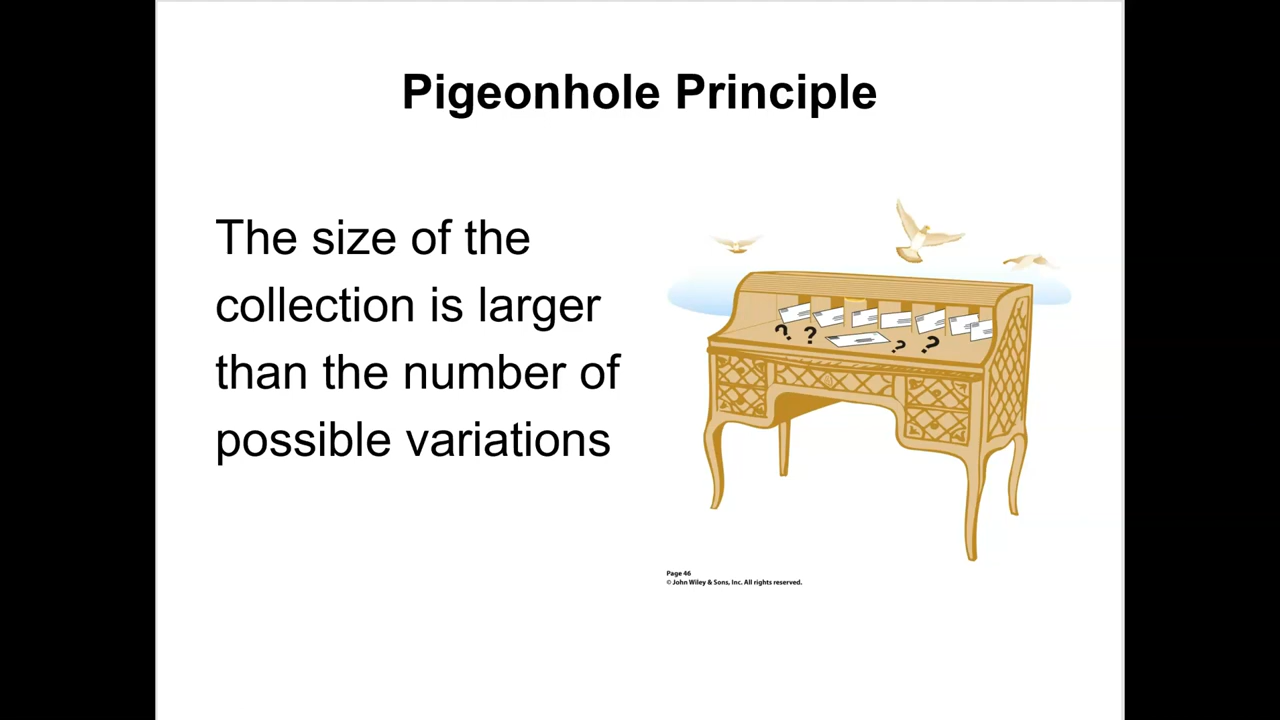 Pigeonhole Principle
The size of the
collection is larger
than the number of
possible variations
? ? ? ?
Page 46
© John Wiley & Sons, Inc. All rights reserved.